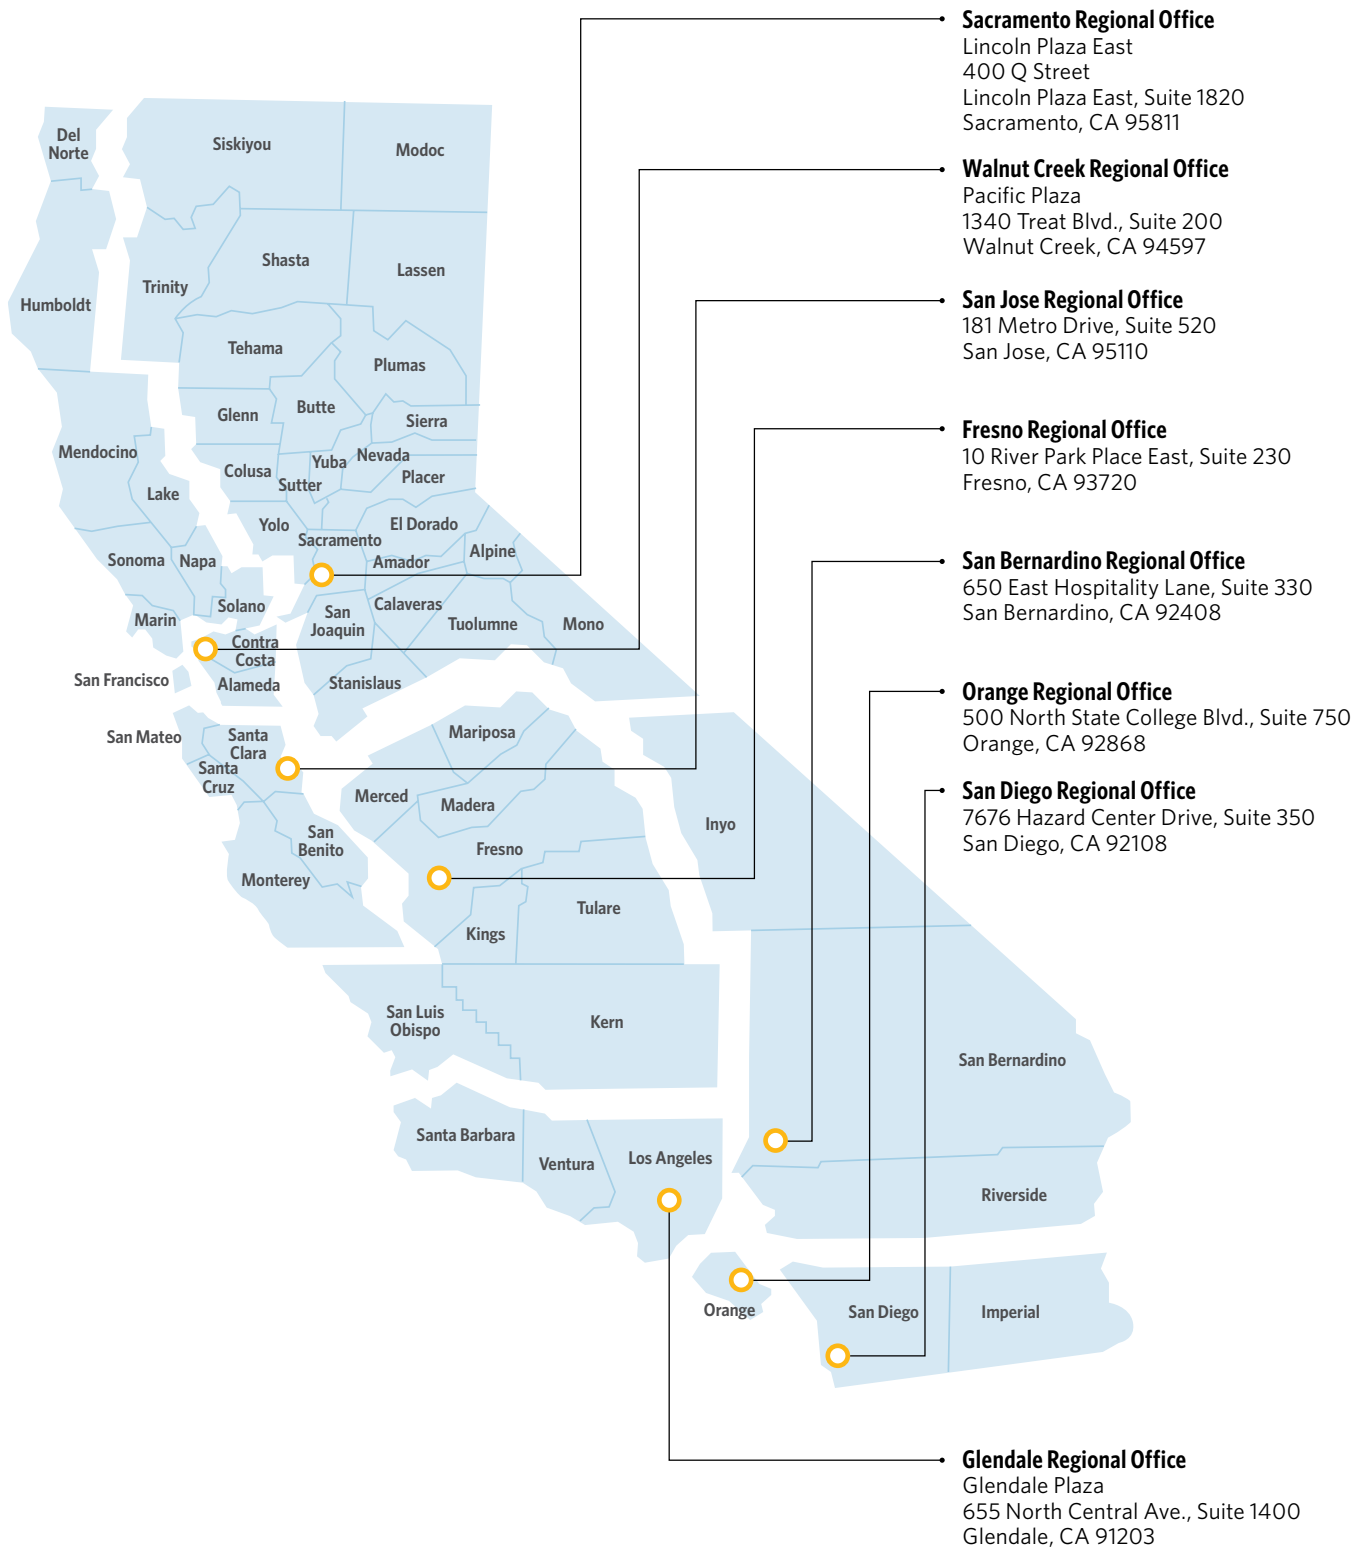 Sacramento Regional Office
Lincoln Plaza East
400 Q Street
Lincoln Plaza East, Suite 1820
Sacramento, CA 95811
Walnut Creek Regional Office
Pacific Plaza
1340 Treat Blvd., Suite 200
Walnut Creek, CA 94597
San Jose Regional Office
181 Metro Drive, Suite 520
San Jose, CA 95110
Fresno Regional Office
10 River Park Place East, Suite 230
Fresno, CA 93720
San Bernardino Regional Office
650 East Hospitality Lane, Suite 330
San Bernardino, CA 92408
Orange Regional Office
500 North State College Blvd., Suite 750
Orange, CA 92868
San Diego Regional Office
7676 Hazard Center Drive, Suite 350
San Diego, CA 92108
Glendale Regional Office
Glendale Plaza
655 North Central Ave., Suite 1400
Glendale, CA 91203
Del
Norte
Siskiyou
Modoc
Humboldt
Trinity
Shasta
Lassen
Tehama
Plumas
Glenn
Butte
Sierra
Mendocino
Colusa
Sutter
Yuba
Nevada
Placer
Lake
Yolo
Sacramento
El Dorado
Sonoma
Napa
Amador
Alpine
Marin
Solano
San
Joaquin
Calaveras
Tuolumne
Mono
Contra
Costa
San Francisco
Alameda
Stanislaus
San Mateo
Santa
Clara
Santa
Cruz
Mariposa
Merced
Madera
San
Benito
Fresno
Inyo
Monterey
Kings
Tulare
San Luis
Obispo
Kern
San Bernardino
Santa Barbara
Ventura
Los Angeles
Riverside
Orange
San Diego
Imperial